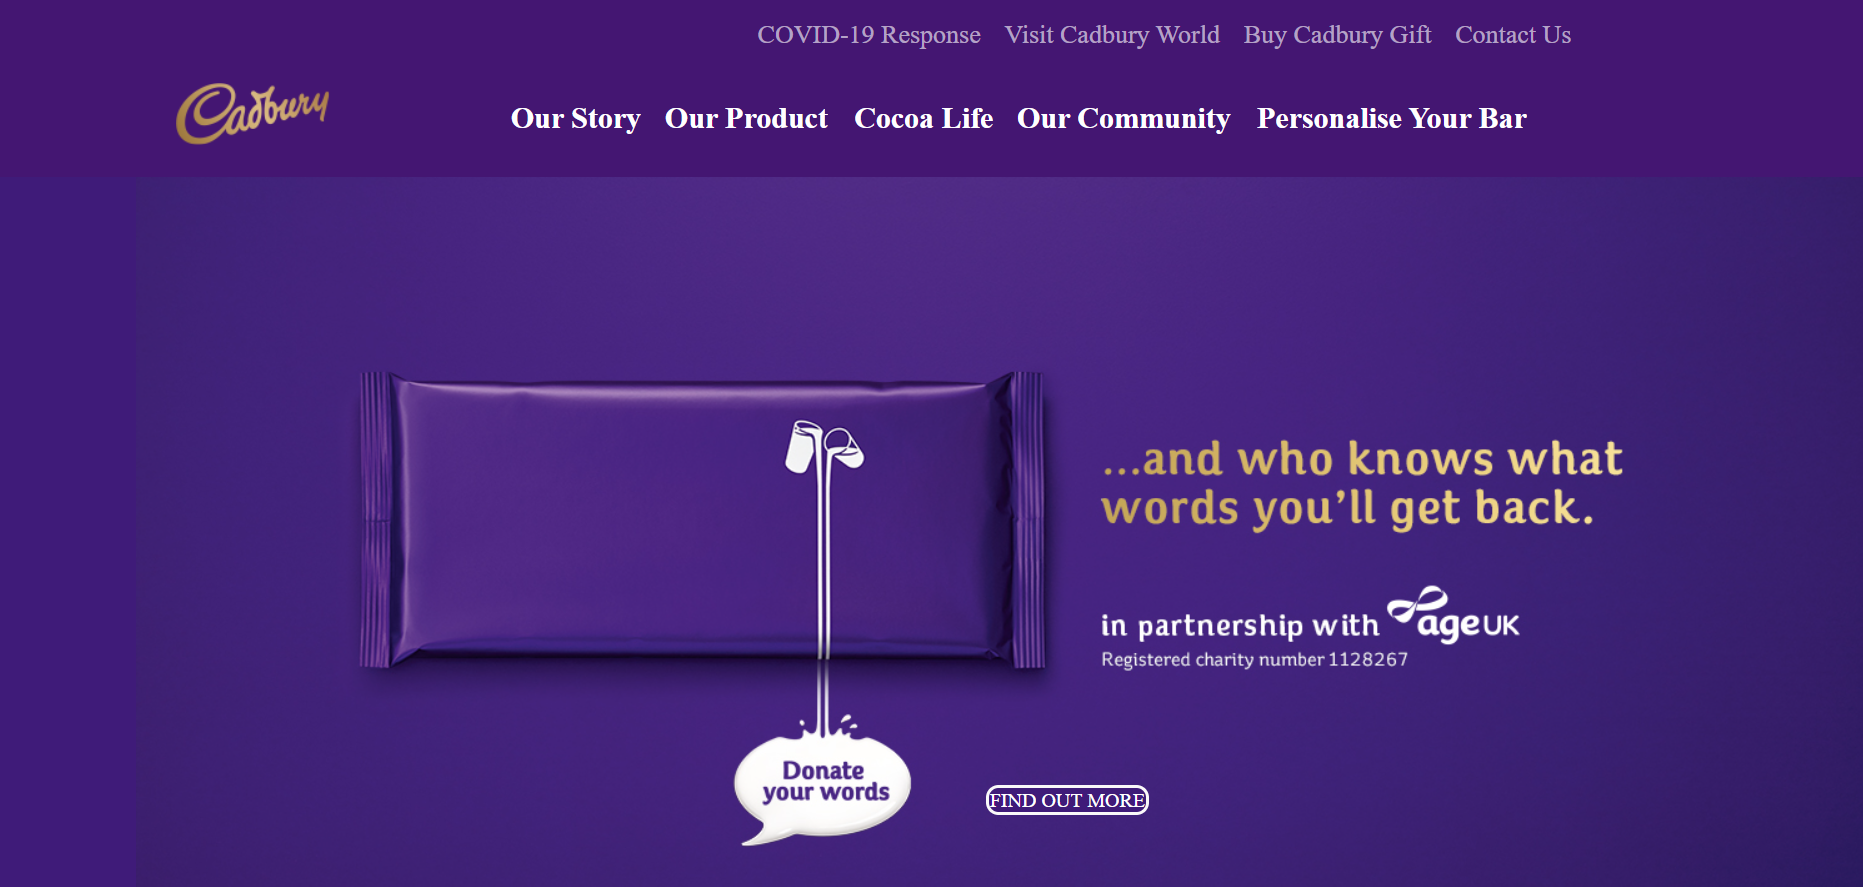 COVID-19 Response Visit Cadbury World Buy Cadbury Gift Contact Us
Cadbury
Our Story Our Product Cocoa Life Our Community Personalise Your Bar
...and who knows what
words you'll get back.
in partnership with ageUK
Registered charity number 1128267
Donate
your words
FIND OUT MORE